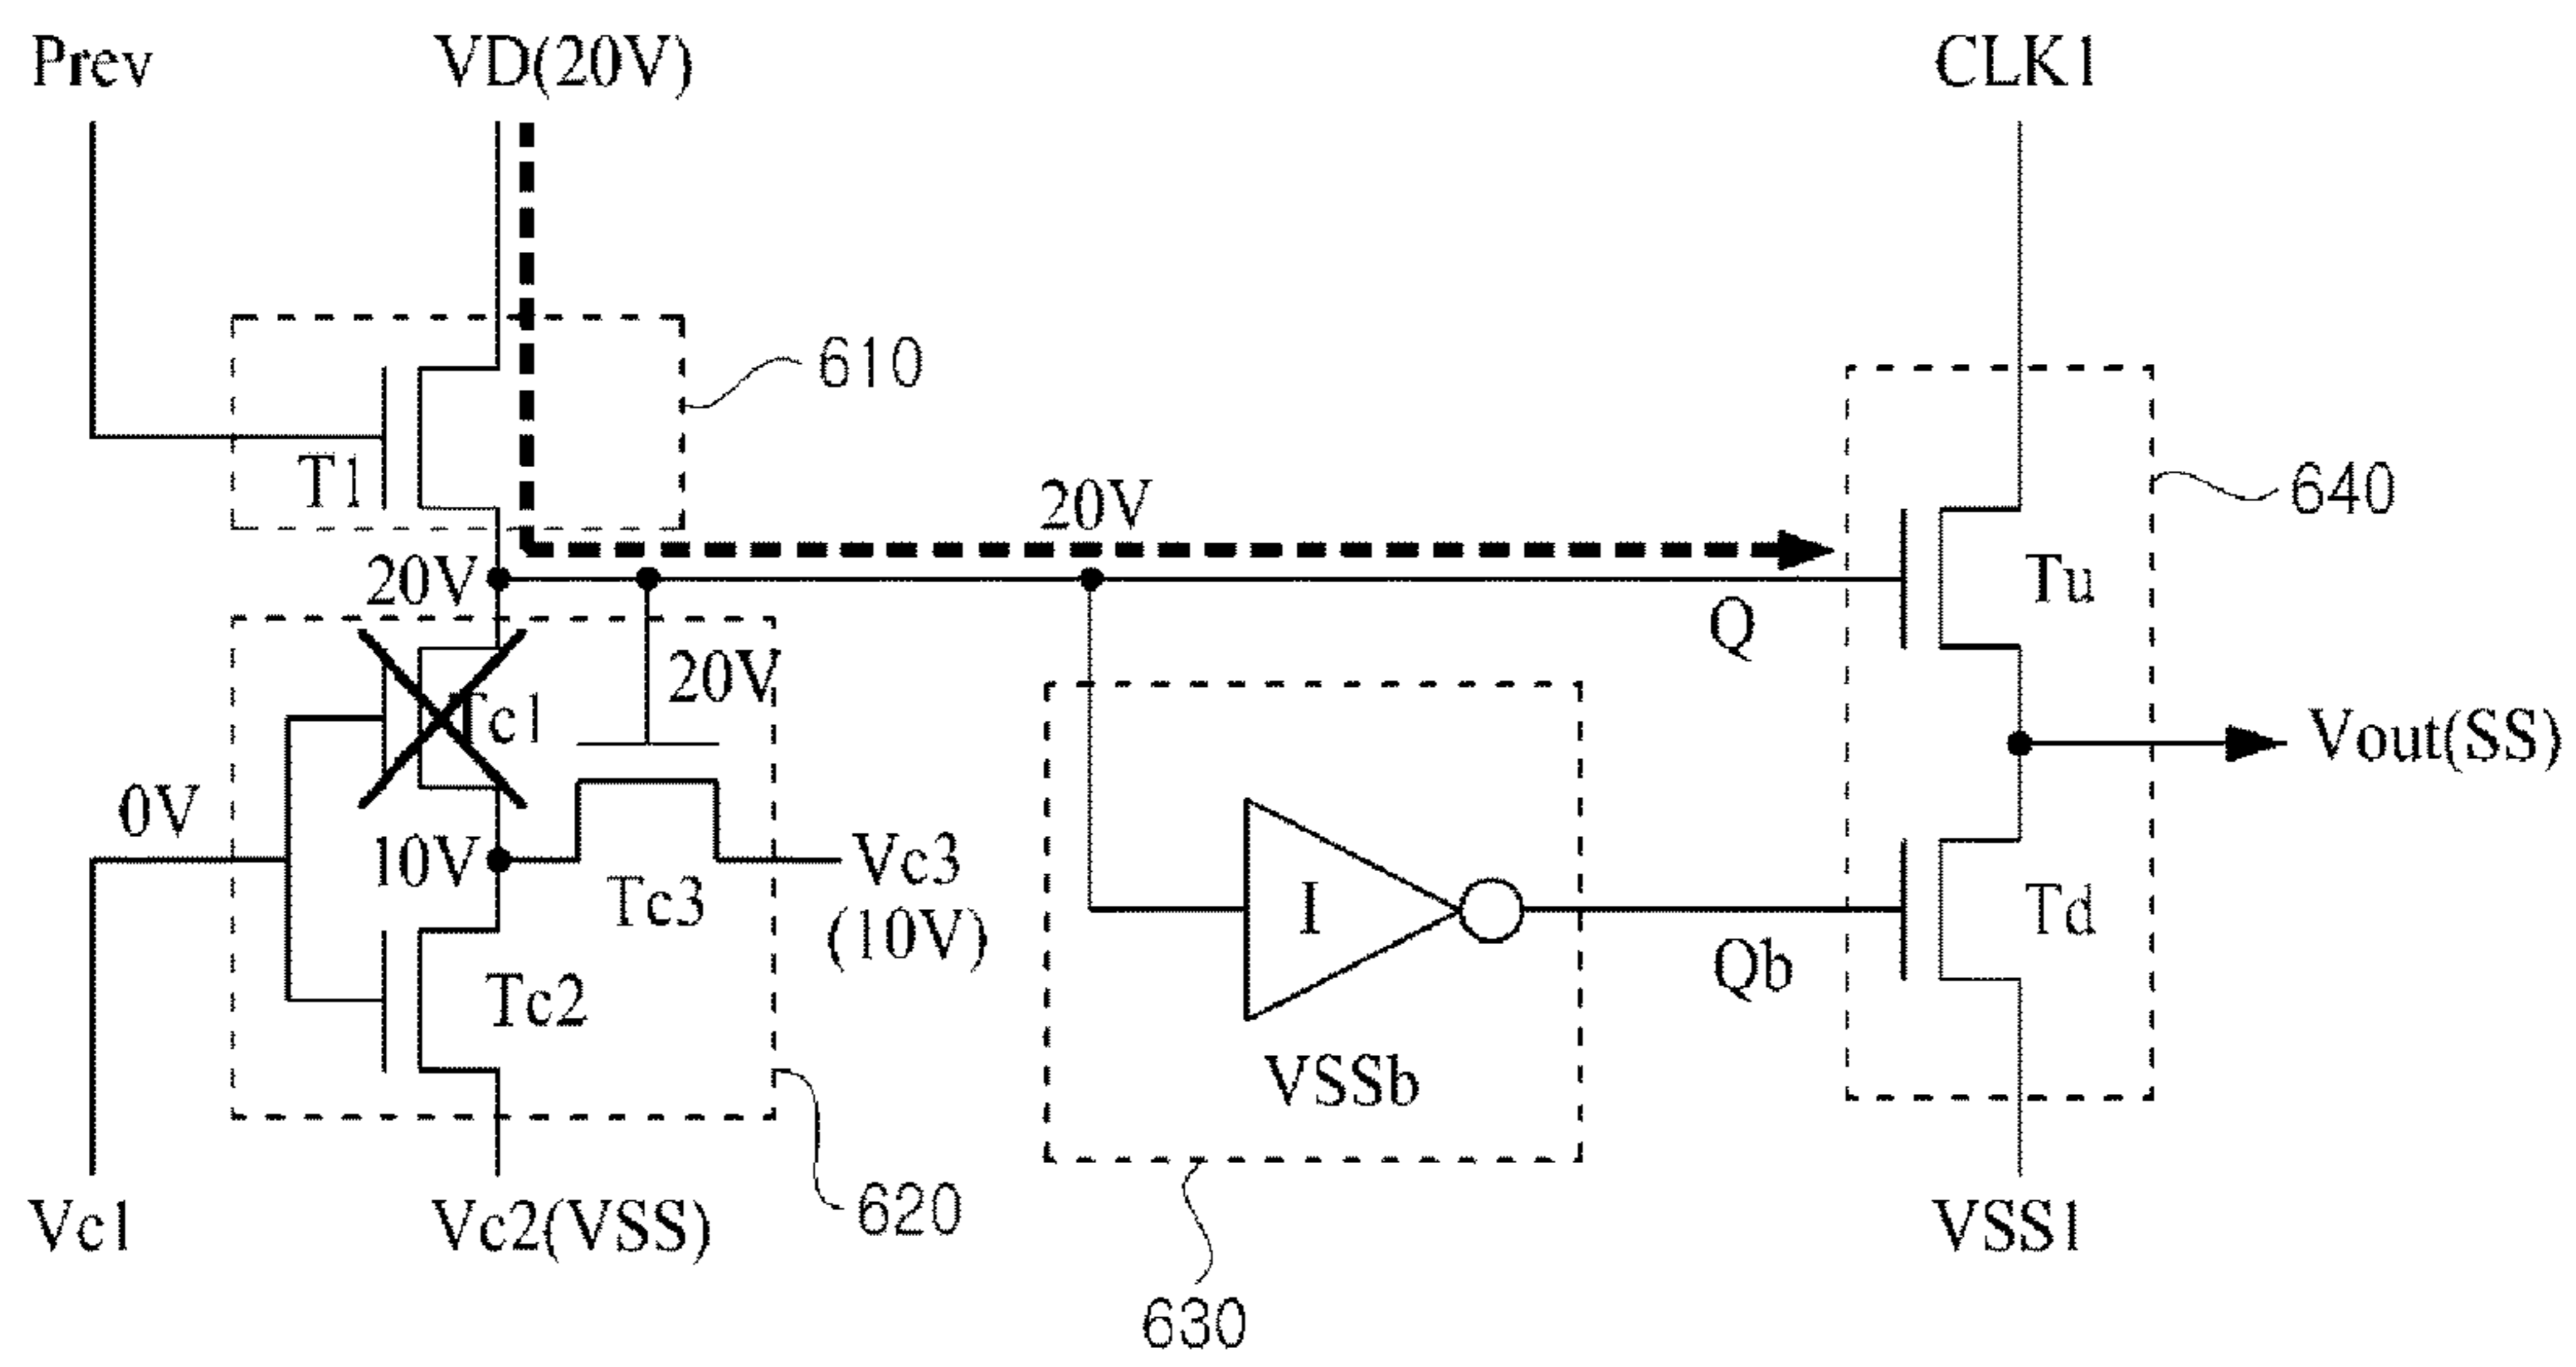 Prev
VD(20V)
CLK1
610
T1
640
20V
20V
Tu
Q
20V
Tc1
Vout(SS)
0V
10V
Vc3
(10V)
Tc3
I
Td
Qb
Tc2
VSSb
620
Vc1
Vc2(VSS)
VSS1
630